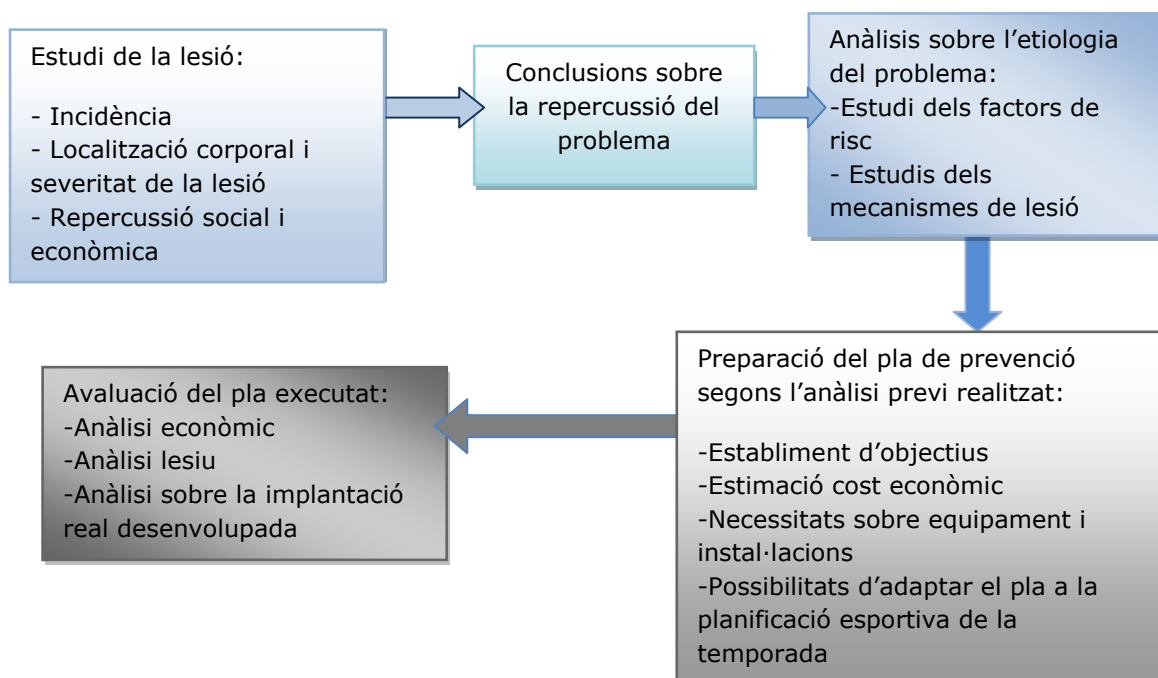 Estudi de la lesió:
- Incidència
- Localització corporal i
severitat de la lesió
- Repercussió social i
econòmica
Conclusions sobre
la repercussió del
problema
Anàlisis sobre l’etiologia
del problema:
-Estudi dels factors de
risc
- Estudis dels
mecanismes de lesió
Preparació del pla de prevenció
segons l’anàlisi previ realitzat:
-Establiment d’objectius
-Estimació cost econòmic
-Necessitats sobre equipament i
instal·lacions
-Possibilitats d’adaptar el pla a la
planificació esportiva de la
temporada
Avaluació del pla executat:
-Anàlisi econòmic
-Anàlisi lesiu
-Anàlisi sobre la implantació
real desenvolupada